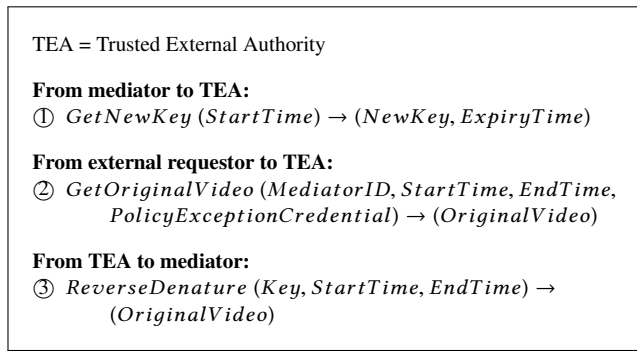 TEA = Trusted External Authority
From mediator to TEA:
① GetNewKey (StartTime) → (NewKey, ExpiryTime)
From external requestor to TEA:
② GetOriginalVideo (MediatorID, StartTime, EndTime,
PolicyExceptionCredential) → (OriginalVideo)
From TEA to mediator:
③ ReverseDenature (Key, StartTime, EndTime) →
(OriginalVideo)